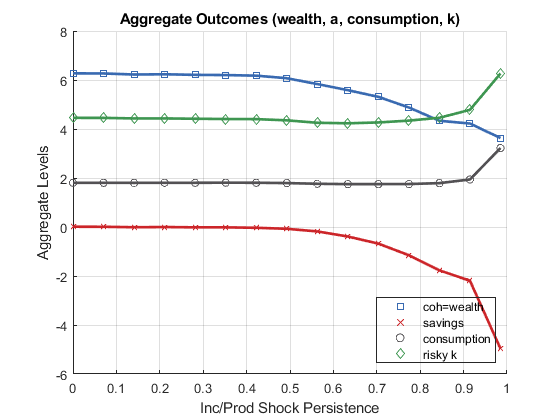 Aggregate Outcomes (wealth, a, consumption, k)
8
6
4
2
0
-2
-4
-6
Aggregate Levels
0 0.1 0.2 0.3 0.4 0.5 0.6 0.7 0.8 0.9 1
Inc/Prod Shock Persistence
coh=wealth
savings
consumption
risky k